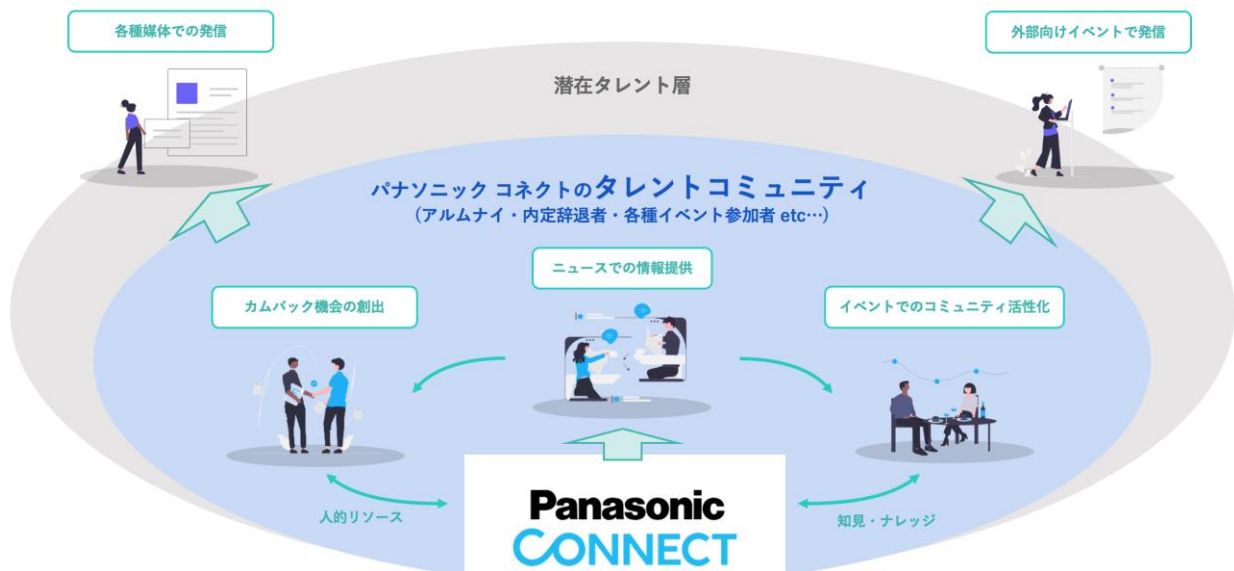 各種媒体での発信
外部向けイベントで発信
潜在タレント層
パナソニック コネクトのタレントコミュニティ
（アルムナイ・内定辞退者・各種イベント参加者 etc…）
ニュースでの情報提供
カムバック機会の創出
イベントでのコミュニティ活性化
人的リソース
知見・ナレッジ
Panasonic
CONNECT